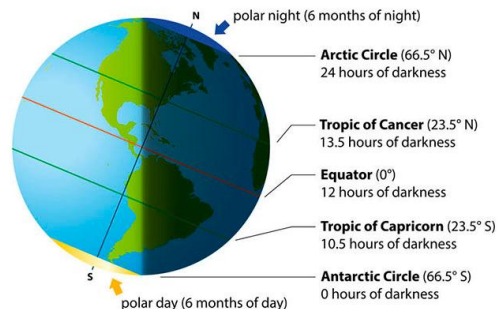 N
polar night (6 months of night)
Arctic Circle (66.5° N)
24 hours of darkness
Tropic of Cancer (23.5° N)
13.5 hours of darkness
Equator (0°)
12 hours of darkness
Tropic of Capricorn (23.5° S)
10.5 hours of darkness
Antarctic Circle (66.5° S)
0 hours of darkness
S
polar day (6 months of day)